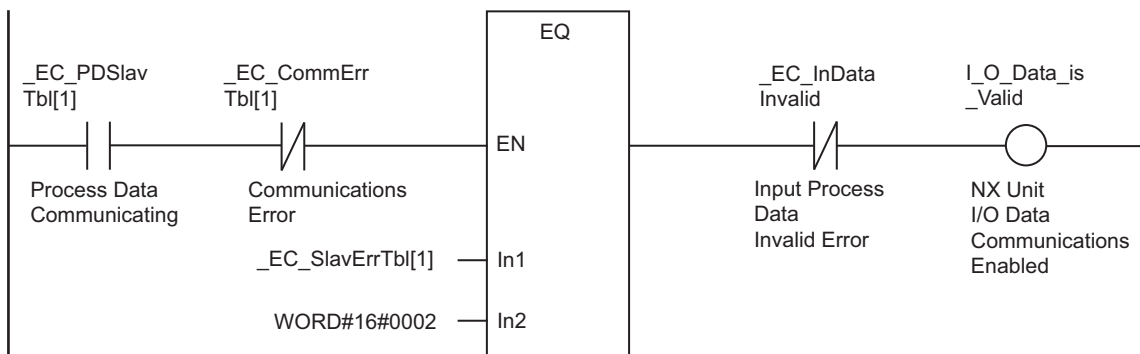 EQ
_EC_PDSlav
Tbl[1]
_EC_CommErr
Tbl[1]
_EC_InData
Invalid
I_O_Data_is
_Valid
EN
Process Data
Communicating
Communications
Error
Input Process
Data
Invalid Error
NX Unit
I/O Data
Communications
Enabled
_EC_SlavErrTbl[1]
In1
WORD#16#0002
In2